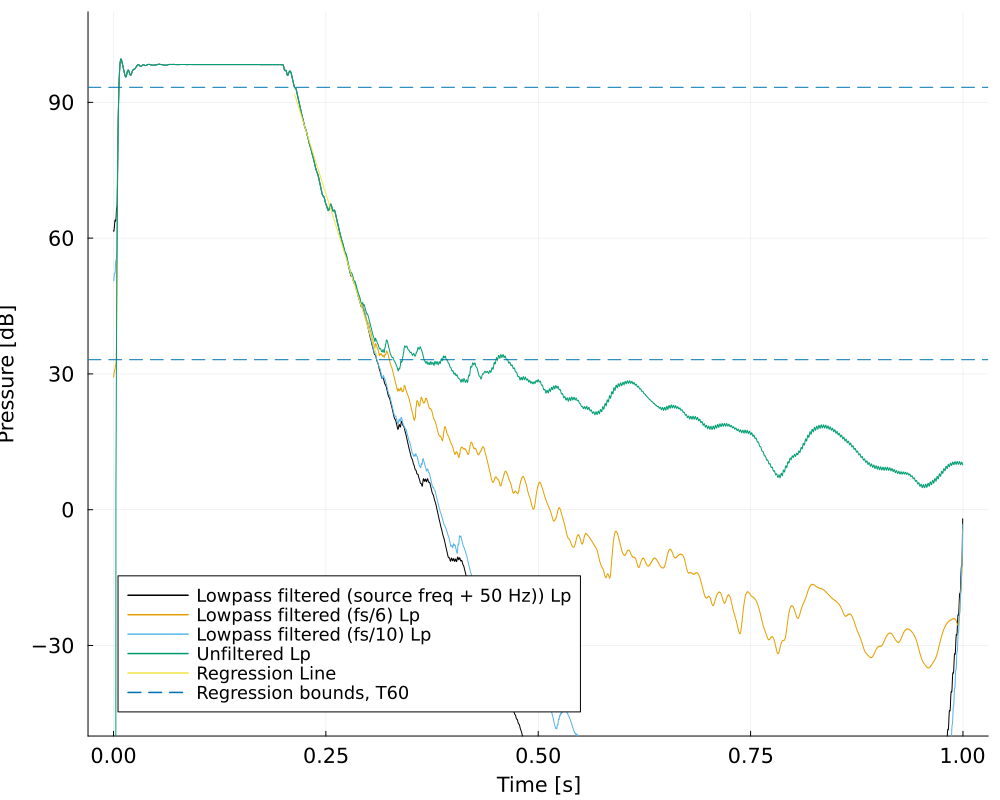 Pressure [dB]
90
60
30
0
−30
Lowpass filtered (source freq + 50 Hz)) Lp
Lowpass filtered (fs/6) Lp
Lowpass filtered (fs/10) Lp
Unfiltered Lp
Regression Line
Regression bounds, T60
0.00 0.25 0.50 0.75 1.00
Time [s]